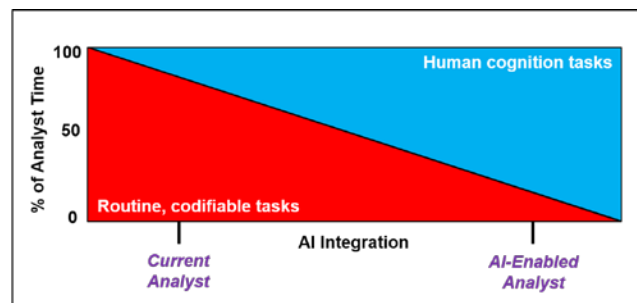 100
Human cognition tasks
% of Analyst Time
50
Routine, codifiable tasks
0
AI Integration
Current
Analyst
AI-Enabled
Analyst